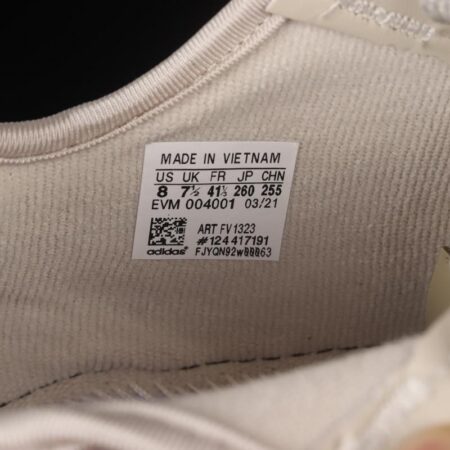 MADE IN VIETNAM
US UK FR JP CHN
8 7½ 41⅓ 260 255
EVM 004001 03/21
ART FV1323
#124417191
adidas